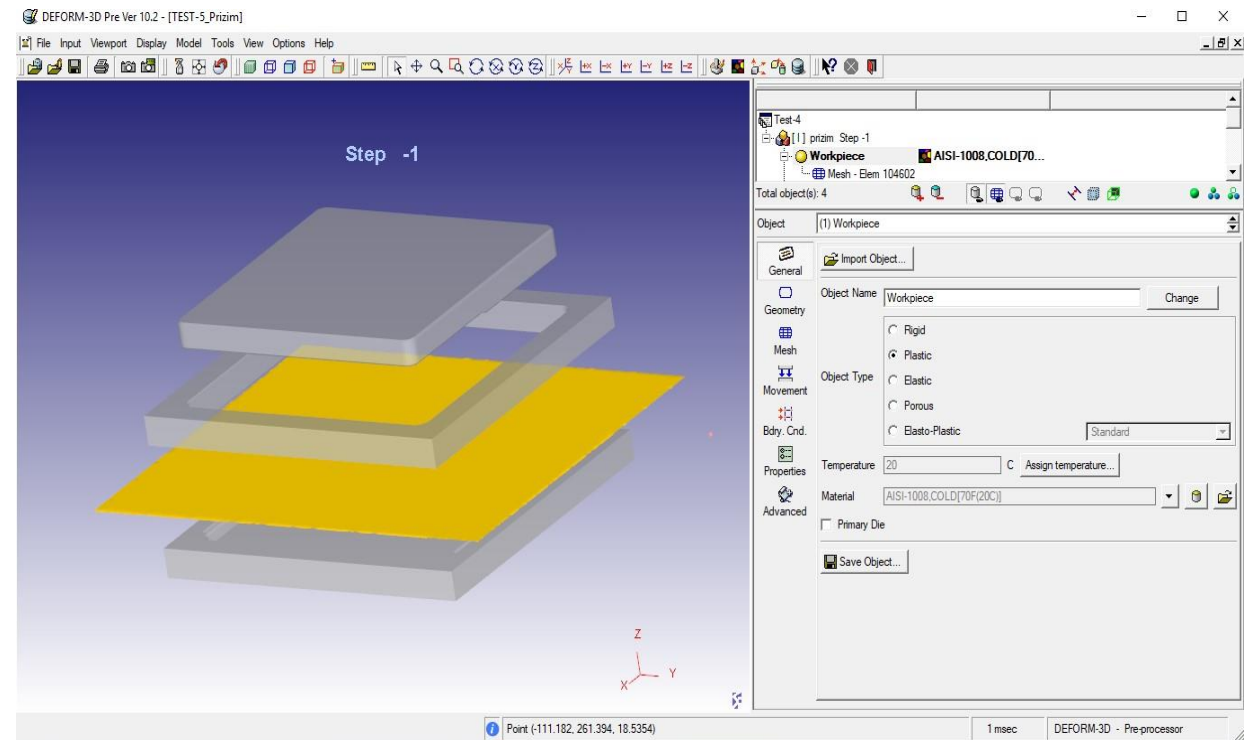 DEFORM-3D Pre Ver 10.2 - [TEST-5_Prizim]
File Input Viewport Display Model Tools View Options Help
Step -1
Test-4
[1] prizim Step -1
Workpiece AISI-1008,COLD[70...
Mesh - Elem 104602
Total object(s): 4
Object (1) Workpiece
General
Import Object...
Geometry
Object Name Workpiece Change
Mesh
Movement
Bdry. Cnd.
Properties
Advanced
Object Type
Rigid
Plastic
Elastic
Porous
Elasto-Plastic Standard
Temperature 20 C Assign temperature...
Material AISI-1008,COLD[70F(20C)]
Primary Die
Save Object...
Z
Y
X
Point (-111.182, 261.394, 18.5354) 1 msec DEFORM-3D - Pre-processor